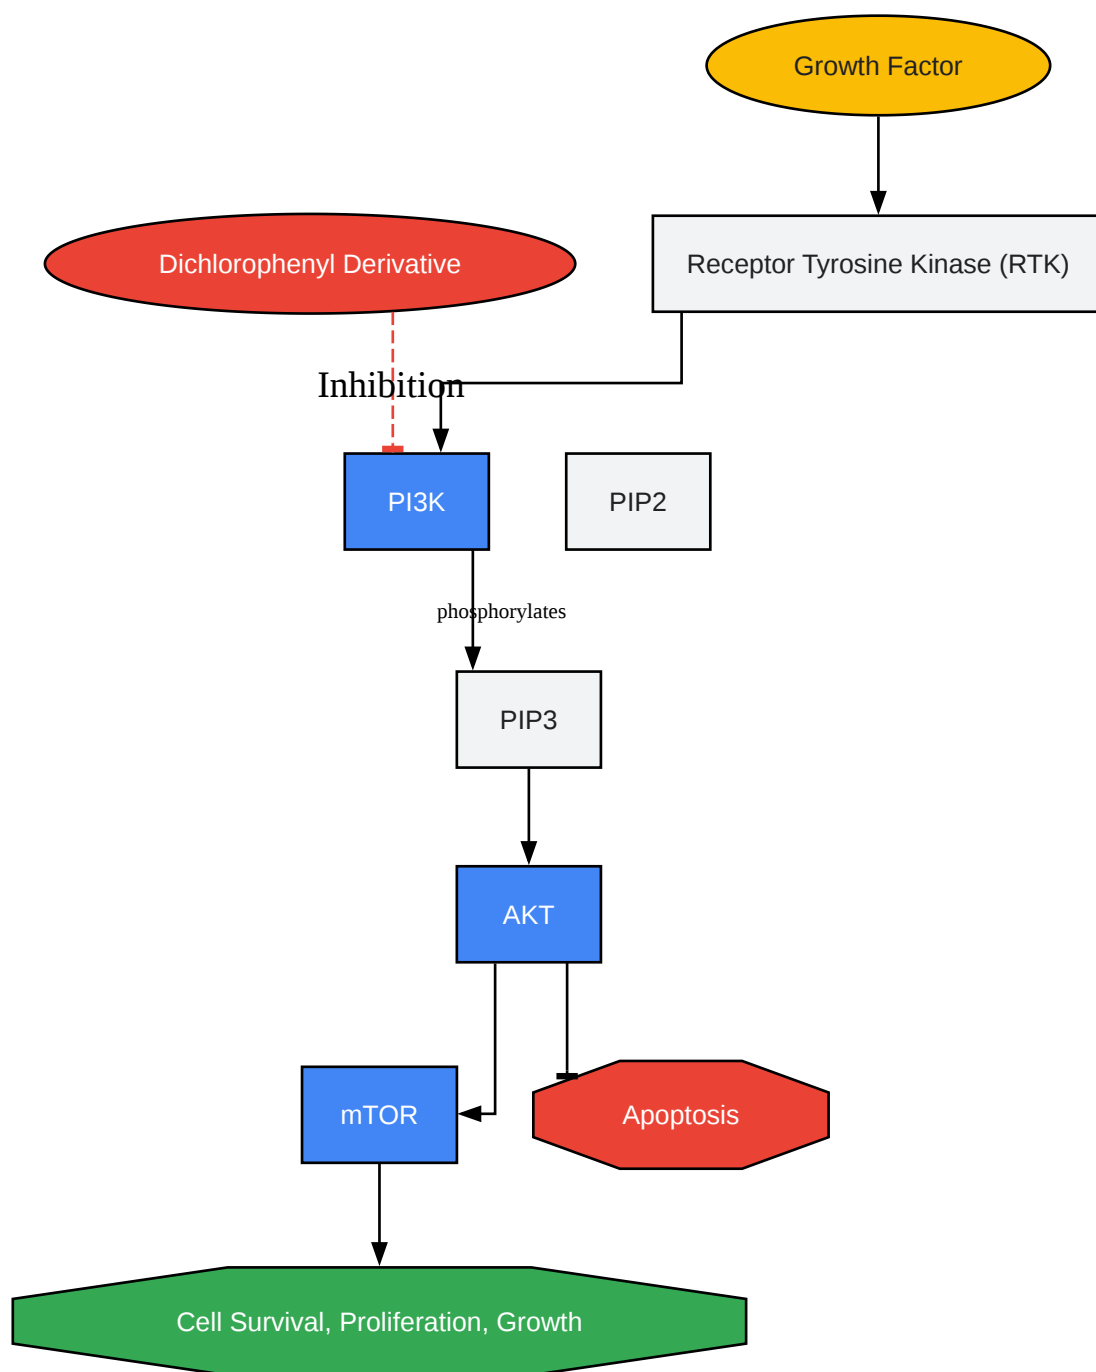 Growth Factor
Dichlorophenyl Derivative
Receptor Tyrosine Kinase (RTK)
Inhibition
PI3K
PIP2
phosphorylates
PIP3
AKT
mTOR
Apoptosis
Cell Survival, Proliferation, Growth